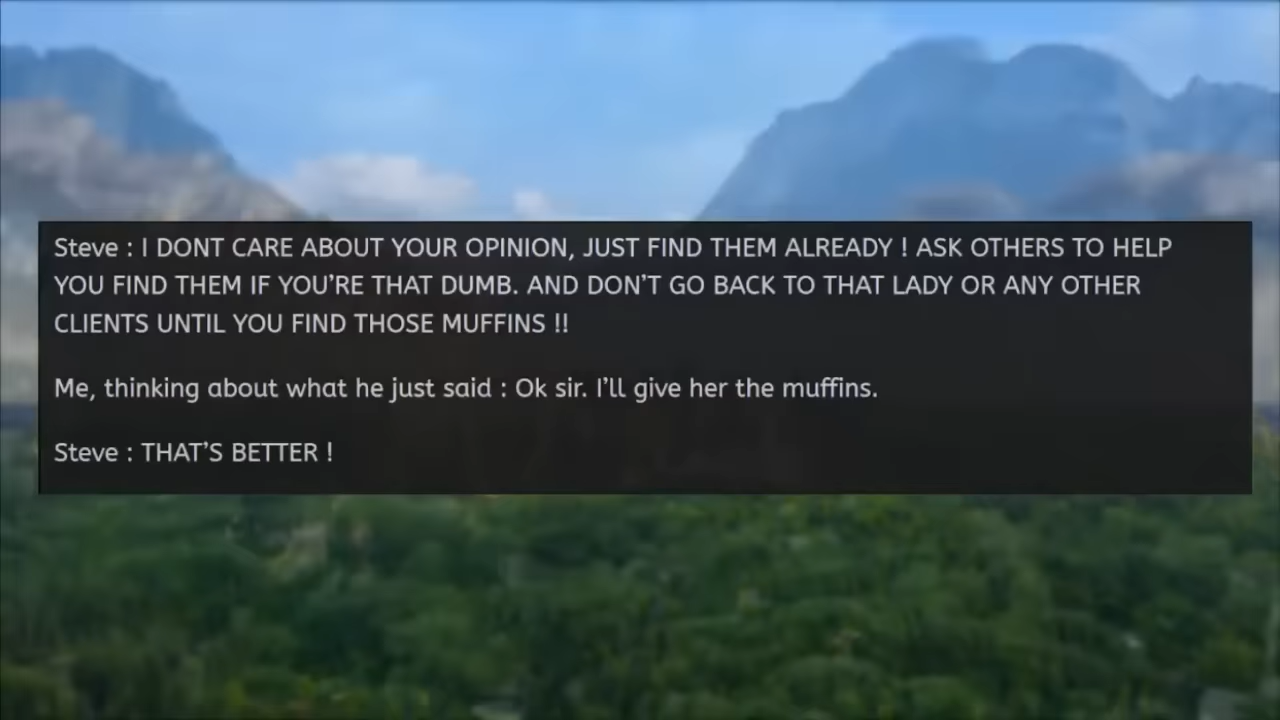 Steve : I DONT CARE ABOUT YOUR OPINION, JUST FIND THEM ALREADY ! ASK OTHERS TO HELP
YOU FIND THEM IF YOU’RE THAT DUMB. AND DON’T GO BACK TO THAT LADY OR ANY OTHER
CLIENTS UNTIL YOU FIND THOSE MUFFINS !!
Me, thinking about what he just said : Ok sir. I’ll give her the muffins.
Steve : THAT’S BETTER !